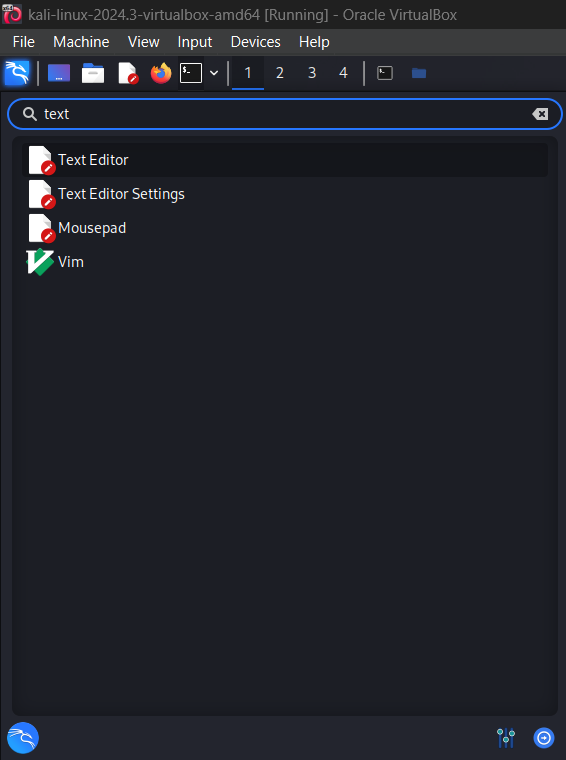 kali-linux-2024.3-virtualbox-amd64 [Running] - Oracle VirtualBox
File Machine View Input Devices Help
1 2 3 4
text
Text Editor
Text Editor Settings
Mousepad
Vim